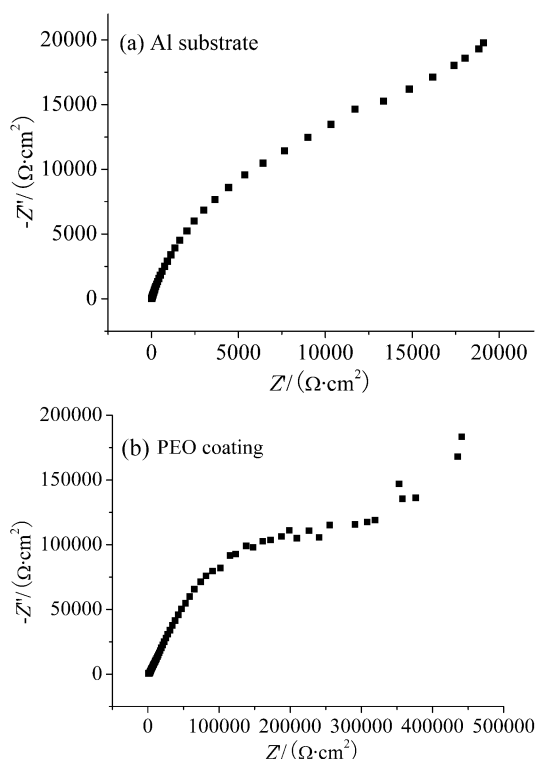 (a) Al substrate
20000
15000
10000
5000
0
-Z''/(Ω·cm²)
0 5000 10000 15000 20000
Z'/(Ω·cm²)
(b) PEO coating
200000
150000
100000
50000
0
-Z''/(Ω·cm²)
0 100000 200000 300000 400000 500000
Z'/(Ω·cm²)